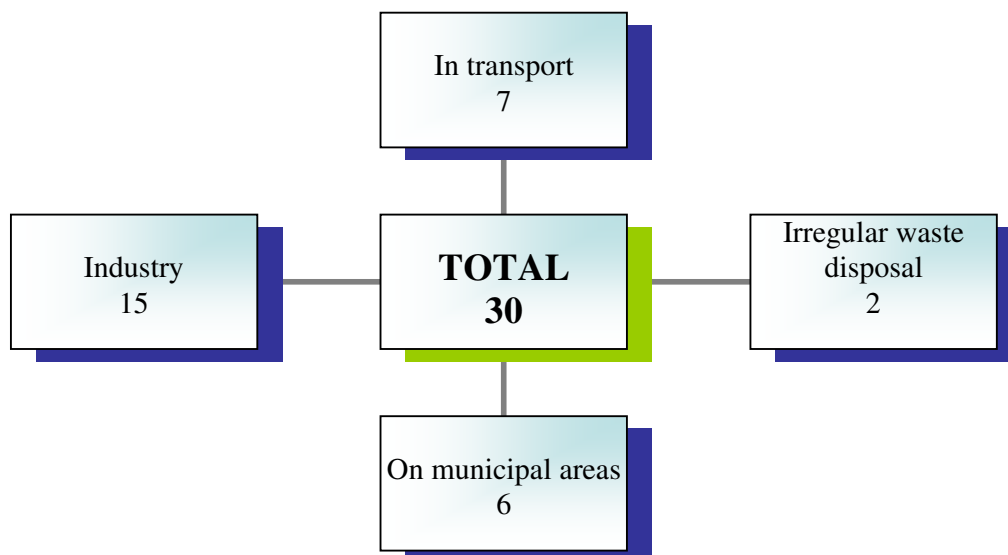 In transport
7
Industry
15
TOTAL
30
Irregular waste
disposal
2
On municipal areas
6